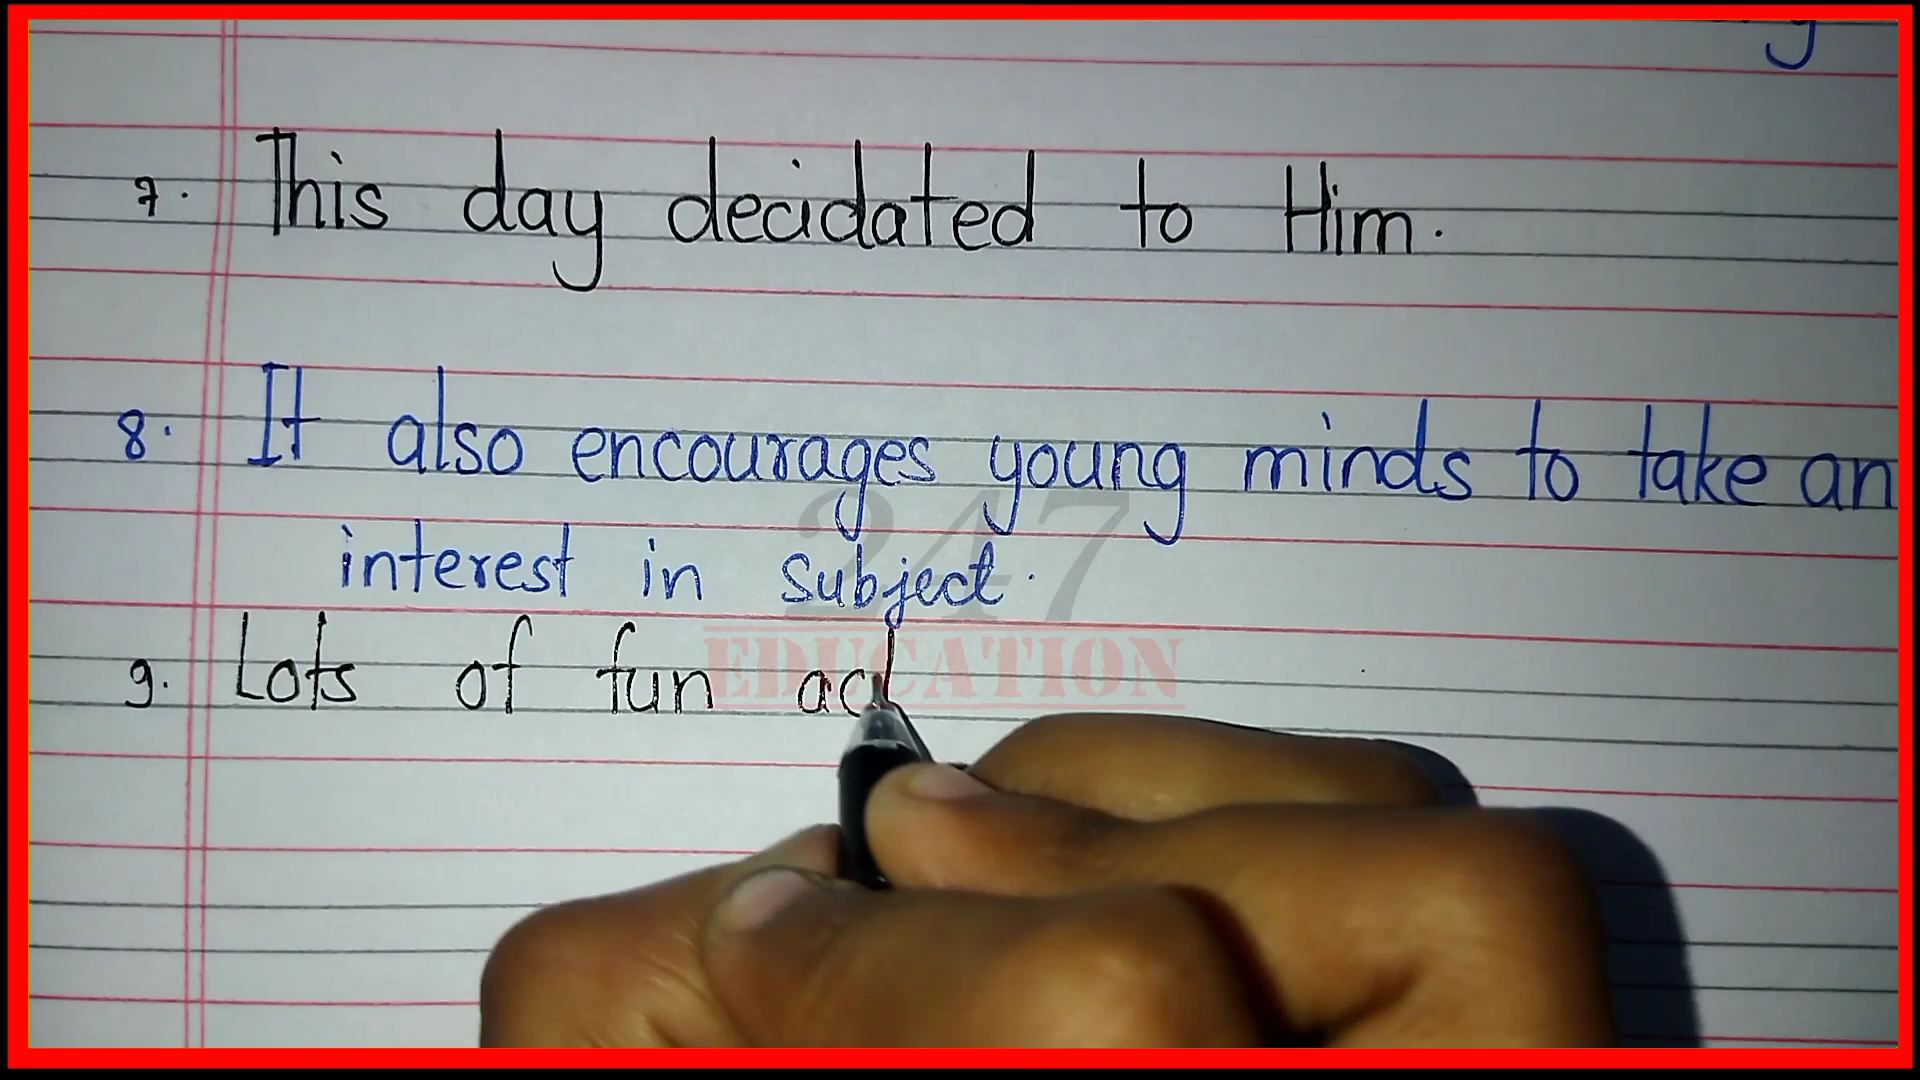 7. This day decidated to Him.
8. It also encourages young minds to take an
interest in subject.
247
EDUCATION
9. Lots of fun act